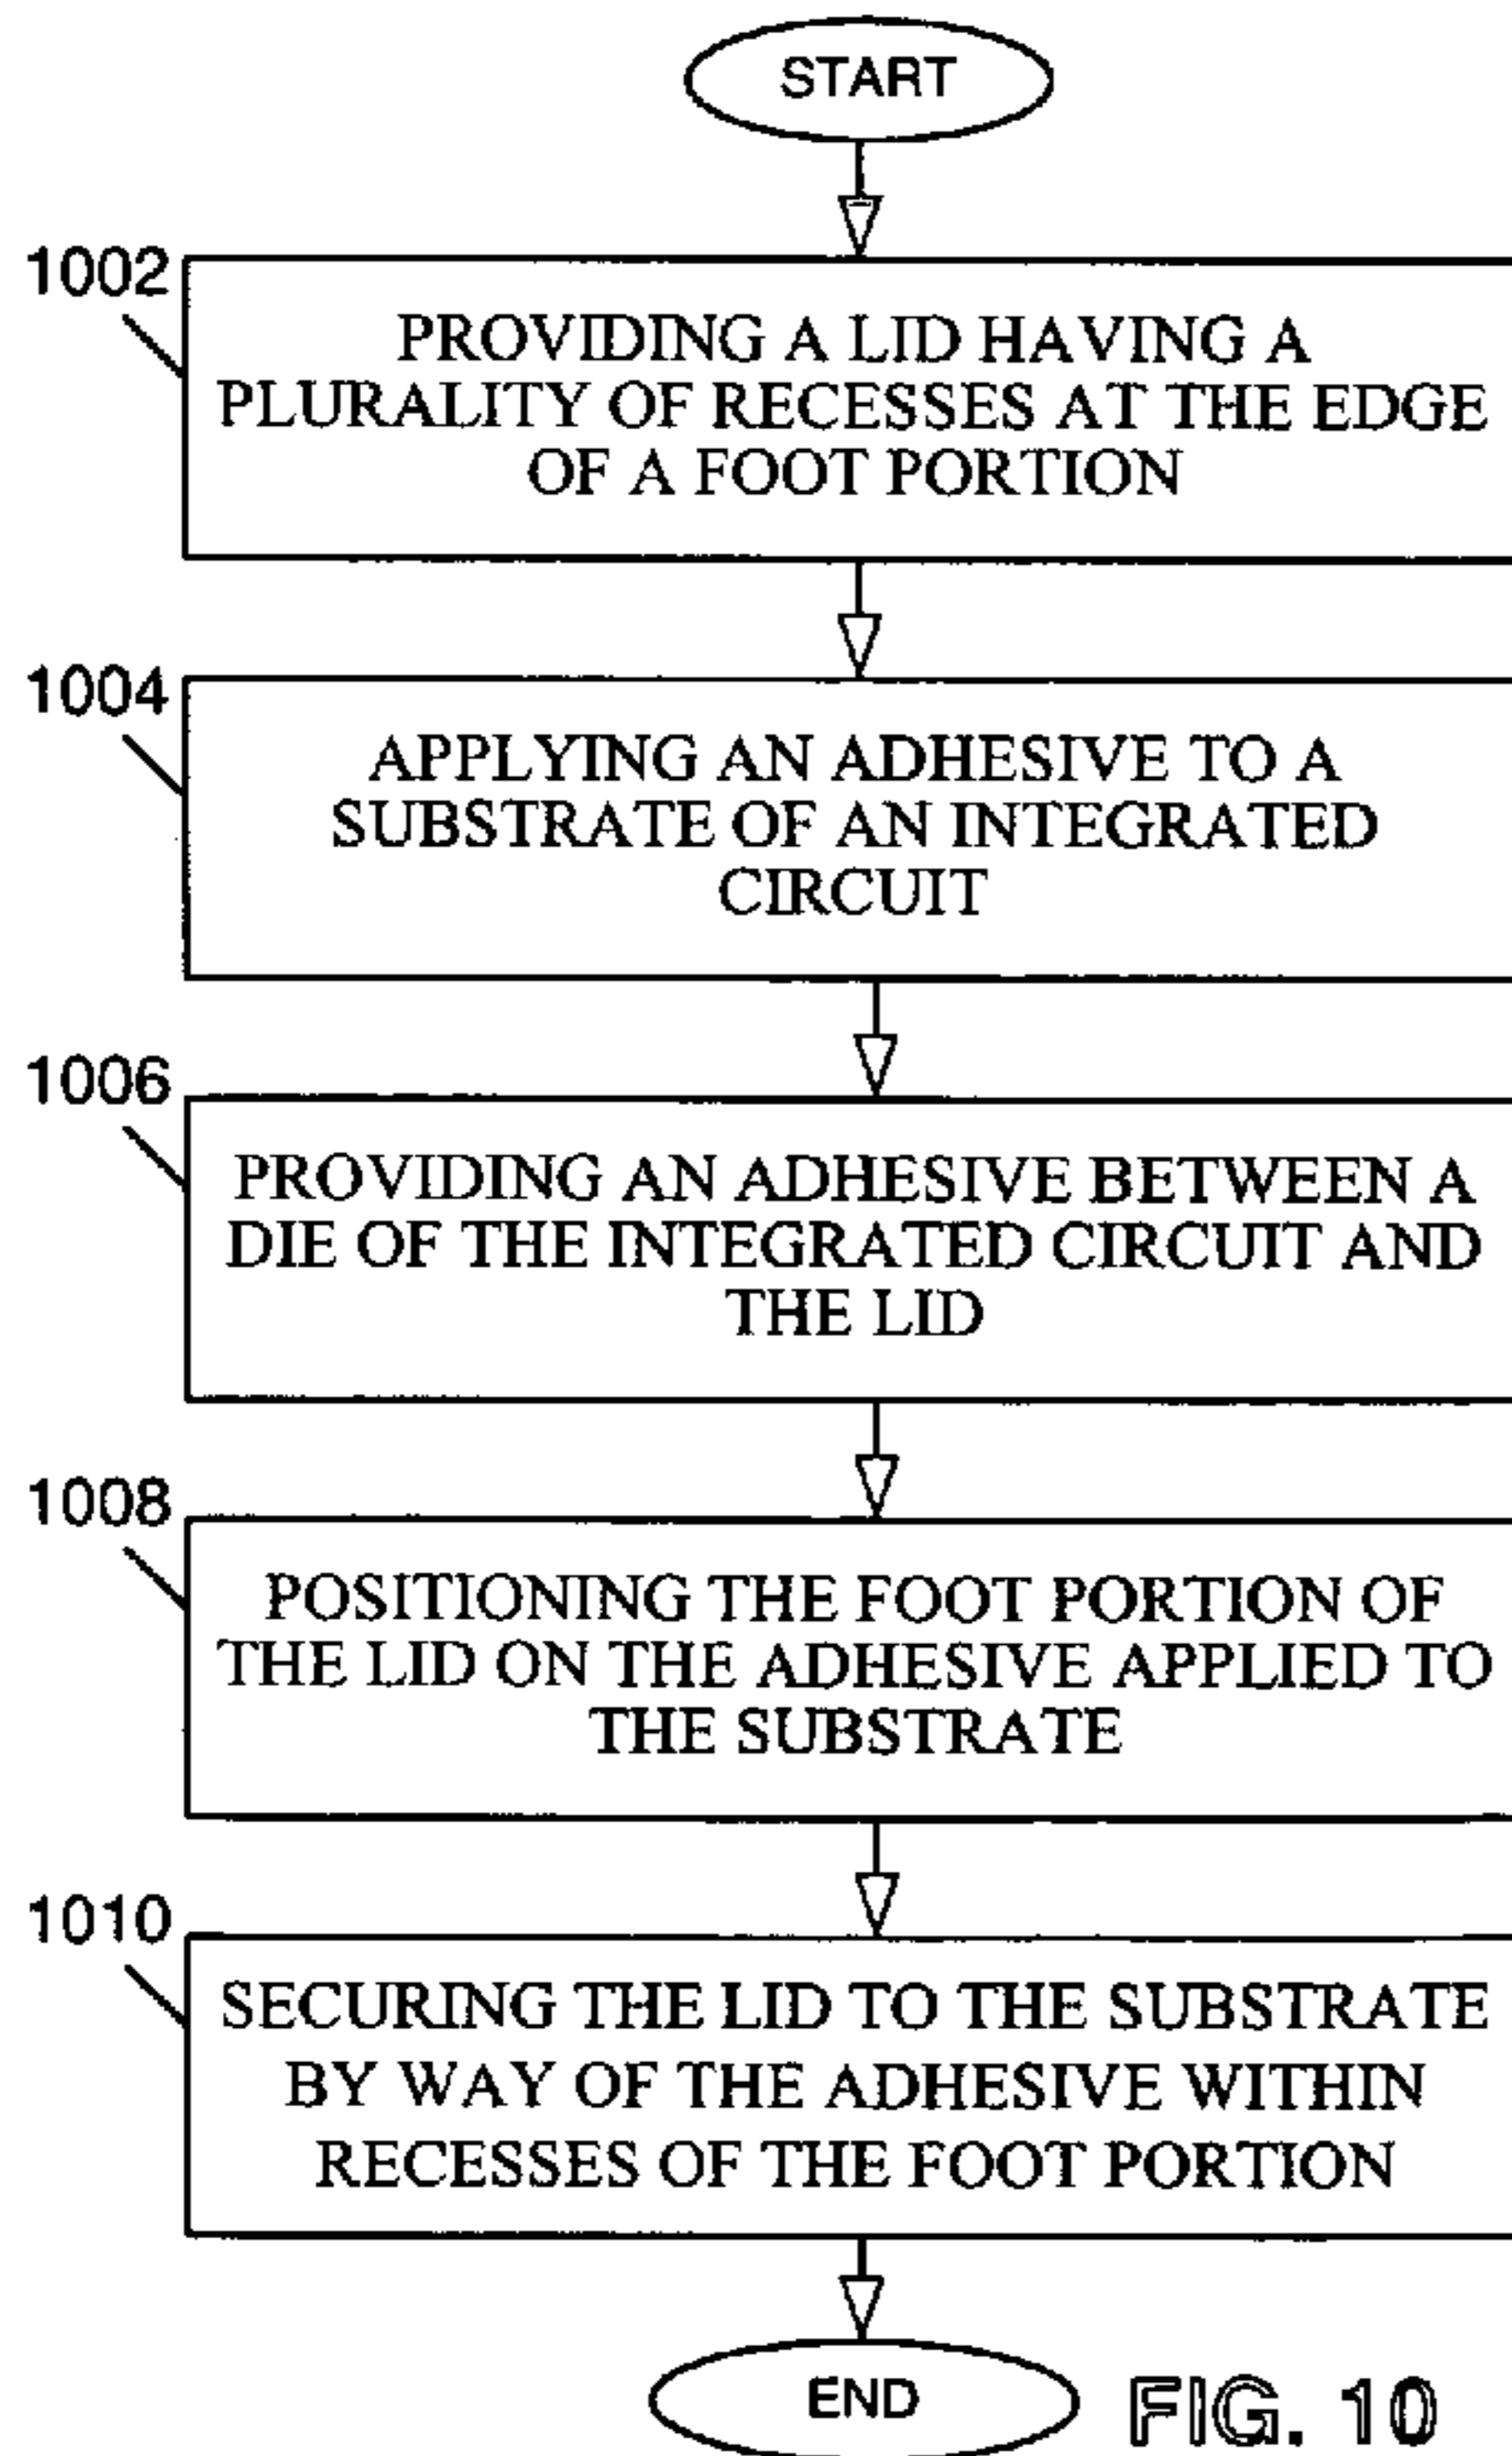 START
1002
PROVIDING A LID HAVING A
PLURALITY OF RECESSES AT THE EDGE
OF A FOOT PORTION
1004
APPLYING AN ADHESIVE TO A
SUBSTRATE OF AN INTEGRATED
CIRCUIT
1006
PROVIDING AN ADHESIVE BETWEEN A
DIE OF THE INTEGRATED CIRCUIT AND
THE LID
1008
POSITIONING THE FOOT PORTION OF
THE LID ON THE ADHESIVE APPLIED TO
THE SUBSTRATE
1010
SECURING THE LID TO THE SUBSTRATE
BY WAY OF THE ADHESIVE WITHIN
RECESSES OF THE FOOT PORTION
END
FIG. 10